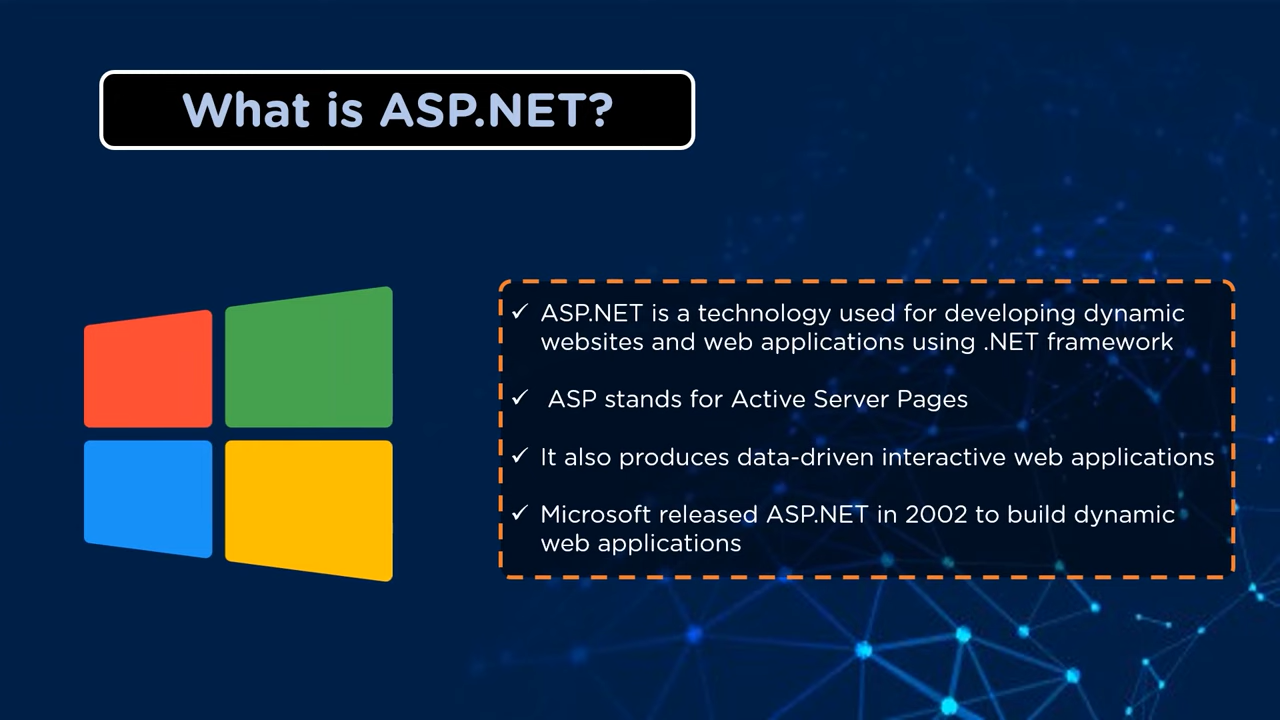 What is ASP.NET?
✓ ASP.NET is a technology used for developing dynamic
websites and web applications using .NET framework
✓ ASP stands for Active Server Pages
✓ It also produces data-driven interactive web applications
✓ Microsoft released ASP.NET in 2002 to build dynamic
web applications